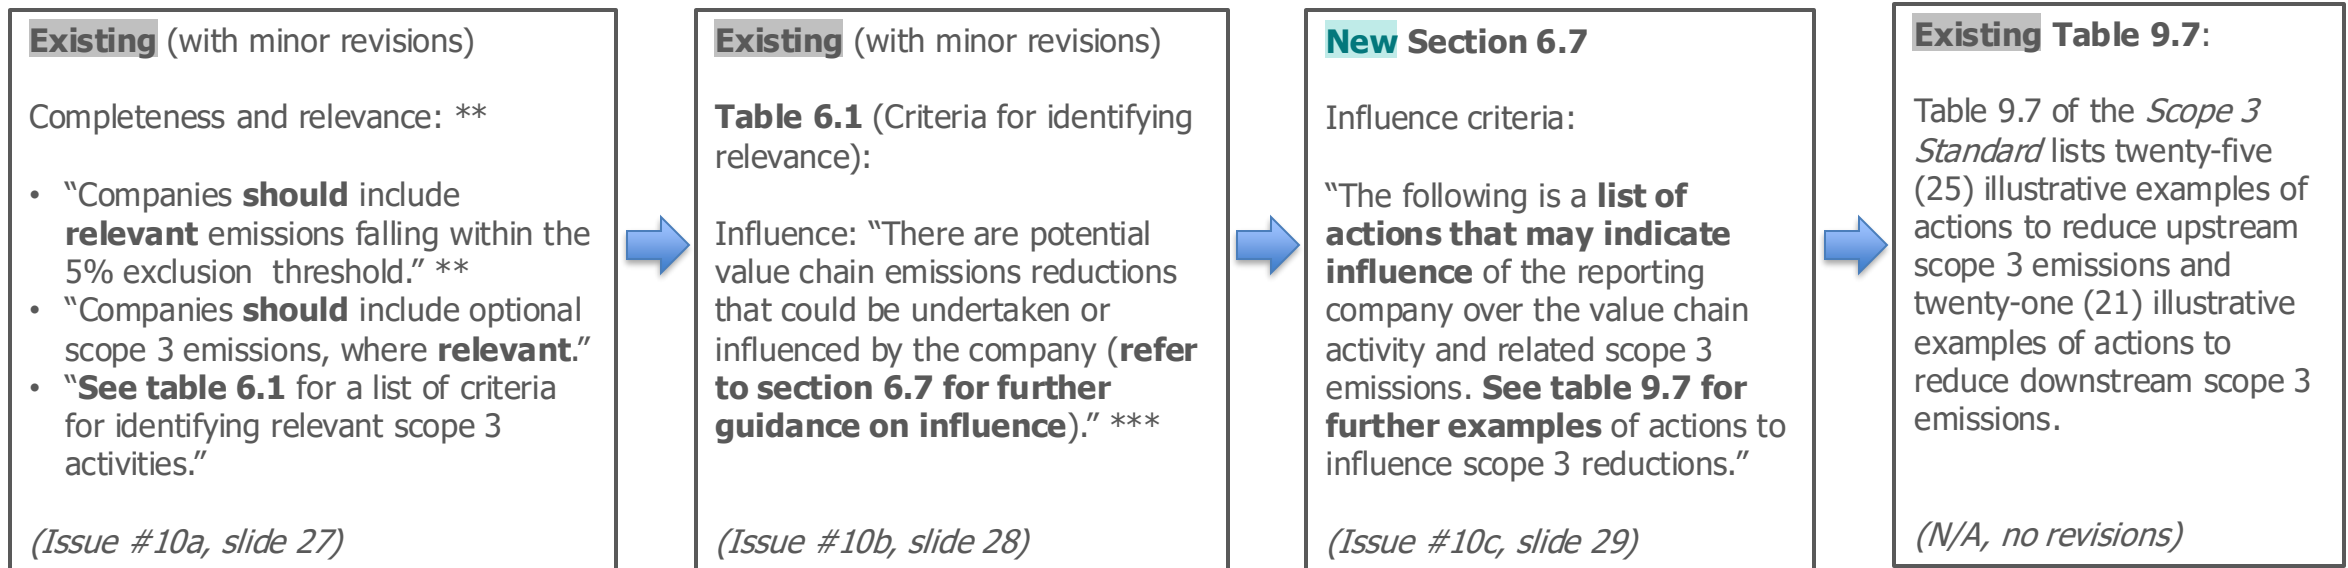 Existing (with minor revisions)
Completeness and relevance: **
• “Companies should include
relevant emissions falling within the
5% exclusion threshold.” **
• “Companies should include optional
scope 3 emissions, where relevant.”
• “See table 6.1 for a list of criteria
for identifying relevant scope 3
activities.”
(Issue #10a, slide 27)
Existing (with minor revisions)
Table 6.1 (Criteria for identifying
relevance):
Influence: “There are potential
value chain emissions reductions
that could be undertaken or
influenced by the company (refer
to section 6.7 for further
guidance on influence).” ***
(Issue #10b, slide 28)
New Section 6.7
Influence criteria:
“The following is a list of
actions that may indicate
influence of the reporting
company over the value chain
activity and related scope 3
emissions. See table 9.7 for
further examples of actions to
influence scope 3 reductions.”
(Issue #10c, slide 29)
Existing Table 9.7:
Table 9.7 of the Scope 3
Standard lists twenty-five
(25) illustrative examples of
actions to reduce upstream
scope 3 emissions and
twenty-one (21) illustrative
examples of actions to
reduce downstream scope 3
emissions.
(N/A, no revisions)